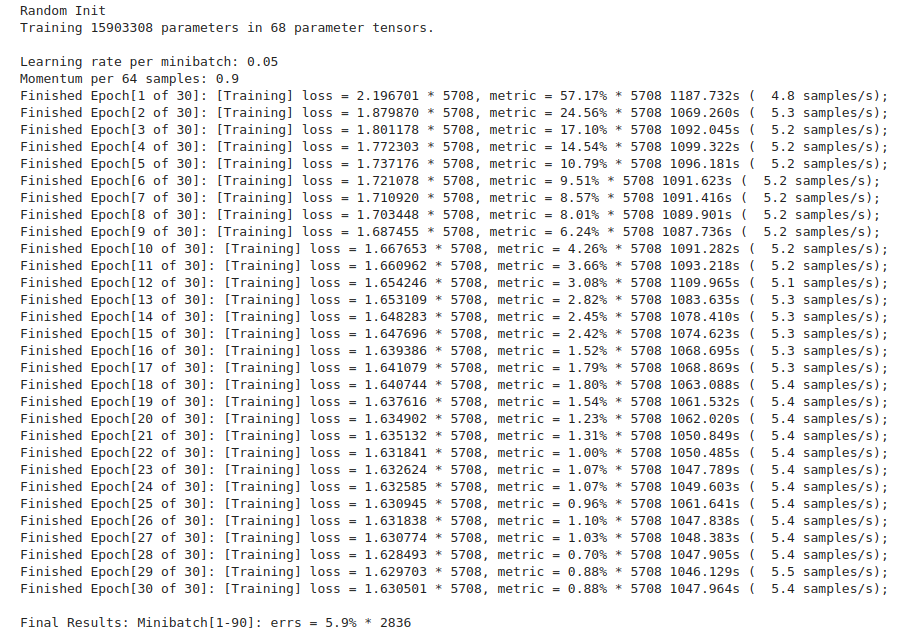 Random Init
Training 15903308 parameters in 68 parameter tensors.
Learning rate per minibatch: 0.05
Momentum per 64 samples: 0.9
Finished Epoch[1 of 30]: [Training] loss = 2.196701 * 5708, metric = 57.17% * 5708 1187.732s (  4.8 samples/s);
Finished Epoch[2 of 30]: [Training] loss = 1.879870 * 5708, metric = 24.56% * 5708 1069.260s (  5.3 samples/s);
Finished Epoch[3 of 30]: [Training] loss = 1.801178 * 5708, metric = 17.10% * 5708 1092.045s (  5.2 samples/s);
Finished Epoch[4 of 30]: [Training] loss = 1.772303 * 5708, metric = 14.54% * 5708 1099.322s (  5.2 samples/s);
Finished Epoch[5 of 30]: [Training] loss = 1.737176 * 5708, metric = 10.79% * 5708 1096.181s (  5.2 samples/s);
Finished Epoch[6 of 30]: [Training] loss = 1.721078 * 5708, metric = 9.51% * 5708 1091.623s (  5.2 samples/s);
Finished Epoch[7 of 30]: [Training] loss = 1.710920 * 5708, metric = 8.57% * 5708 1091.416s (  5.2 samples/s);
Finished Epoch[8 of 30]: [Training] loss = 1.703448 * 5708, metric = 8.01% * 5708 1089.901s (  5.2 samples/s);
Finished Epoch[9 of 30]: [Training] loss = 1.687455 * 5708, metric = 6.24% * 5708 1087.736s (  5.2 samples/s);
Finished Epoch[10 of 30]: [Training] loss = 1.667653 * 5708, metric = 4.26% * 5708 1091.282s (  5.2 samples/s);
Finished Epoch[11 of 30]: [Training] loss = 1.660962 * 5708, metric = 3.66% * 5708 1093.218s (  5.2 samples/s);
Finished Epoch[12 of 30]: [Training] loss = 1.654246 * 5708, metric = 3.08% * 5708 1109.965s (  5.1 samples/s);
Finished Epoch[13 of 30]: [Training] loss = 1.653109 * 5708, metric = 2.82% * 5708 1083.635s (  5.3 samples/s);
Finished Epoch[14 of 30]: [Training] loss = 1.648283 * 5708, metric = 2.45% * 5708 1078.410s (  5.3 samples/s);
Finished Epoch[15 of 30]: [Training] loss = 1.647696 * 5708, metric = 2.42% * 5708 1074.623s (  5.3 samples/s);
Finished Epoch[16 of 30]: [Training] loss = 1.639386 * 5708, metric = 1.52% * 5708 1068.695s (  5.3 samples/s);
Finished Epoch[17 of 30]: [Training] loss = 1.641079 * 5708, metric = 1.79% * 5708 1068.869s (  5.3 samples/s);
Finished Epoch[18 of 30]: [Training] loss = 1.640744 * 5708, metric = 1.80% * 5708 1063.088s (  5.4 samples/s);
Finished Epoch[19 of 30]: [Training] loss = 1.637616 * 5708, metric = 1.54% * 5708 1061.532s (  5.4 samples/s);
Finished Epoch[20 of 30]: [Training] loss = 1.634902 * 5708, metric = 1.23% * 5708 1062.020s (  5.4 samples/s);
Finished Epoch[21 of 30]: [Training] loss = 1.635132 * 5708, metric = 1.31% * 5708 1050.849s (  5.4 samples/s);
Finished Epoch[22 of 30]: [Training] loss = 1.631841 * 5708, metric = 1.00% * 5708 1050.485s (  5.4 samples/s);
Finished Epoch[23 of 30]: [Training] loss = 1.632624 * 5708, metric = 1.07% * 5708 1047.789s (  5.4 samples/s);
Finished Epoch[24 of 30]: [Training] loss = 1.632585 * 5708, metric = 1.07% * 5708 1049.603s (  5.4 samples/s);
Finished Epoch[25 of 30]: [Training] loss = 1.630945 * 5708, metric = 0.96% * 5708 1061.641s (  5.4 samples/s);
Finished Epoch[26 of 30]: [Training] loss = 1.631838 * 5708, metric = 1.10% * 5708 1047.838s (  5.4 samples/s);
Finished Epoch[27 of 30]: [Training] loss = 1.630774 * 5708, metric = 1.03% * 5708 1048.383s (  5.4 samples/s);
Finished Epoch[28 of 30]: [Training] loss = 1.628493 * 5708, metric = 0.70% * 5708 1047.905s (  5.4 samples/s);
Finished Epoch[29 of 30]: [Training] loss = 1.629703 * 5708, metric = 0.88% * 5708 1046.129s (  5.5 samples/s);
Finished Epoch[30 of 30]: [Training] loss = 1.630501 * 5708, metric = 0.88% * 5708 1047.964s (  5.4 samples/s);
Final Results: Minibatch[1-90]: errs = 5.9% * 2836